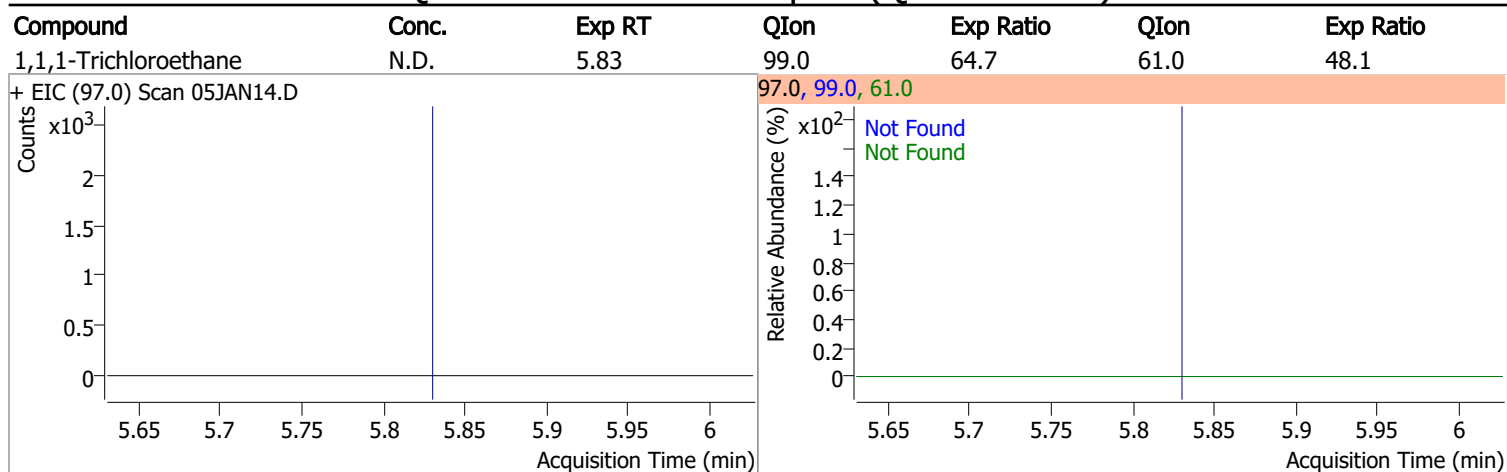 Compound Conc. Exp RT QIon Exp Ratio QIon Exp Ratio
1,1,1-Trichloroethane N.D. 5.83 99.0 64.7 61.0 48.1
+ EIC (97.0) Scan 05JAN14.D
Counts
x10³
2
1.5
1
0.5
0
5.65 5.7 5.75 5.8 5.85 5.9 5.95 6
Acquisition Time (min)
97.0, 99.0, 61.0
Relative Abundance (%)
x10²
Not Found
Not Found
1.4
1.2
1
0.8
0.6
0.4
0.2
0
5.65 5.7 5.75 5.8 5.85 5.9 5.95 6
Acquisition Time (min)